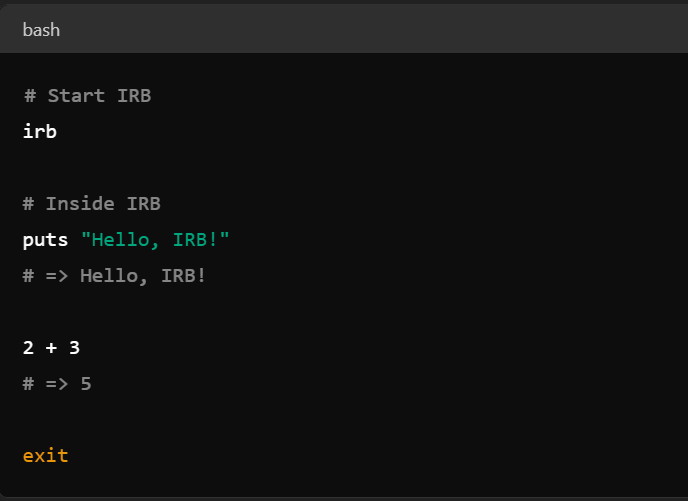 bash
# Start IRB
irb
# Inside IRB
puts "Hello, IRB!"
# => Hello, IRB!
2 + 3
# => 5
exit